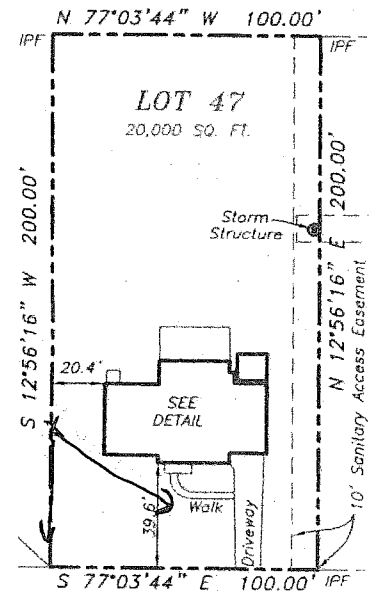 N 77°03'44" W 100.00'
IPF
IPF
LOT 47
20,000 SQ. FT.
S 12°56'16" W 200.00'
N 12°56'16" E 200.00'
Storm
Structure
10' Sanitary Access Easement
20.4'
SEE
DETAIL
39.6'
Walk
Driveway
S 77°03'44" E 100.00' IPF